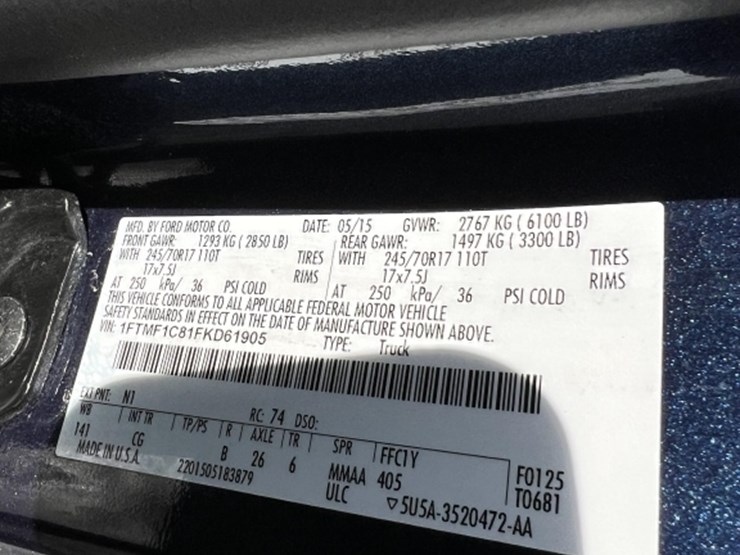 MFD. BY FORD MOTOR CO. DATE: 05/15 GVWR: 2767 KG ( 6100 LB)
FRONT GAWR: 1293 KG ( 2850 LB) REAR GAWR: 1497 KG ( 3300 LB)
WITH 245/70R17 110T TIRES WITH 245/70R17 110T TIRES
17x7.5J RIMS 17x7.5J RIMS
AT 250 kPa/ 36 PSI COLD AT 250 kPa/ 36 PSI COLD
THIS VEHICLE CONFORMS TO ALL APPLICABLE FEDERAL MOTOR VEHICLE
SAFETY STANDARDS IN EFFECT ON THE DATE OF MANUFACTURE SHOWN ABOVE.
VIN: 1FTMF1C81FKD61905 TYPE: Truck
EXT PNT: N1 RC: 74 DSO:
WB INT TR TP/PS R AXLE TR SPR FFC1Y F0125
141 CG B 26 6 MMAA 405 T0681
MADE IN U.S.A. 2201505183879 ULC ▽5U5A-3520472-AA